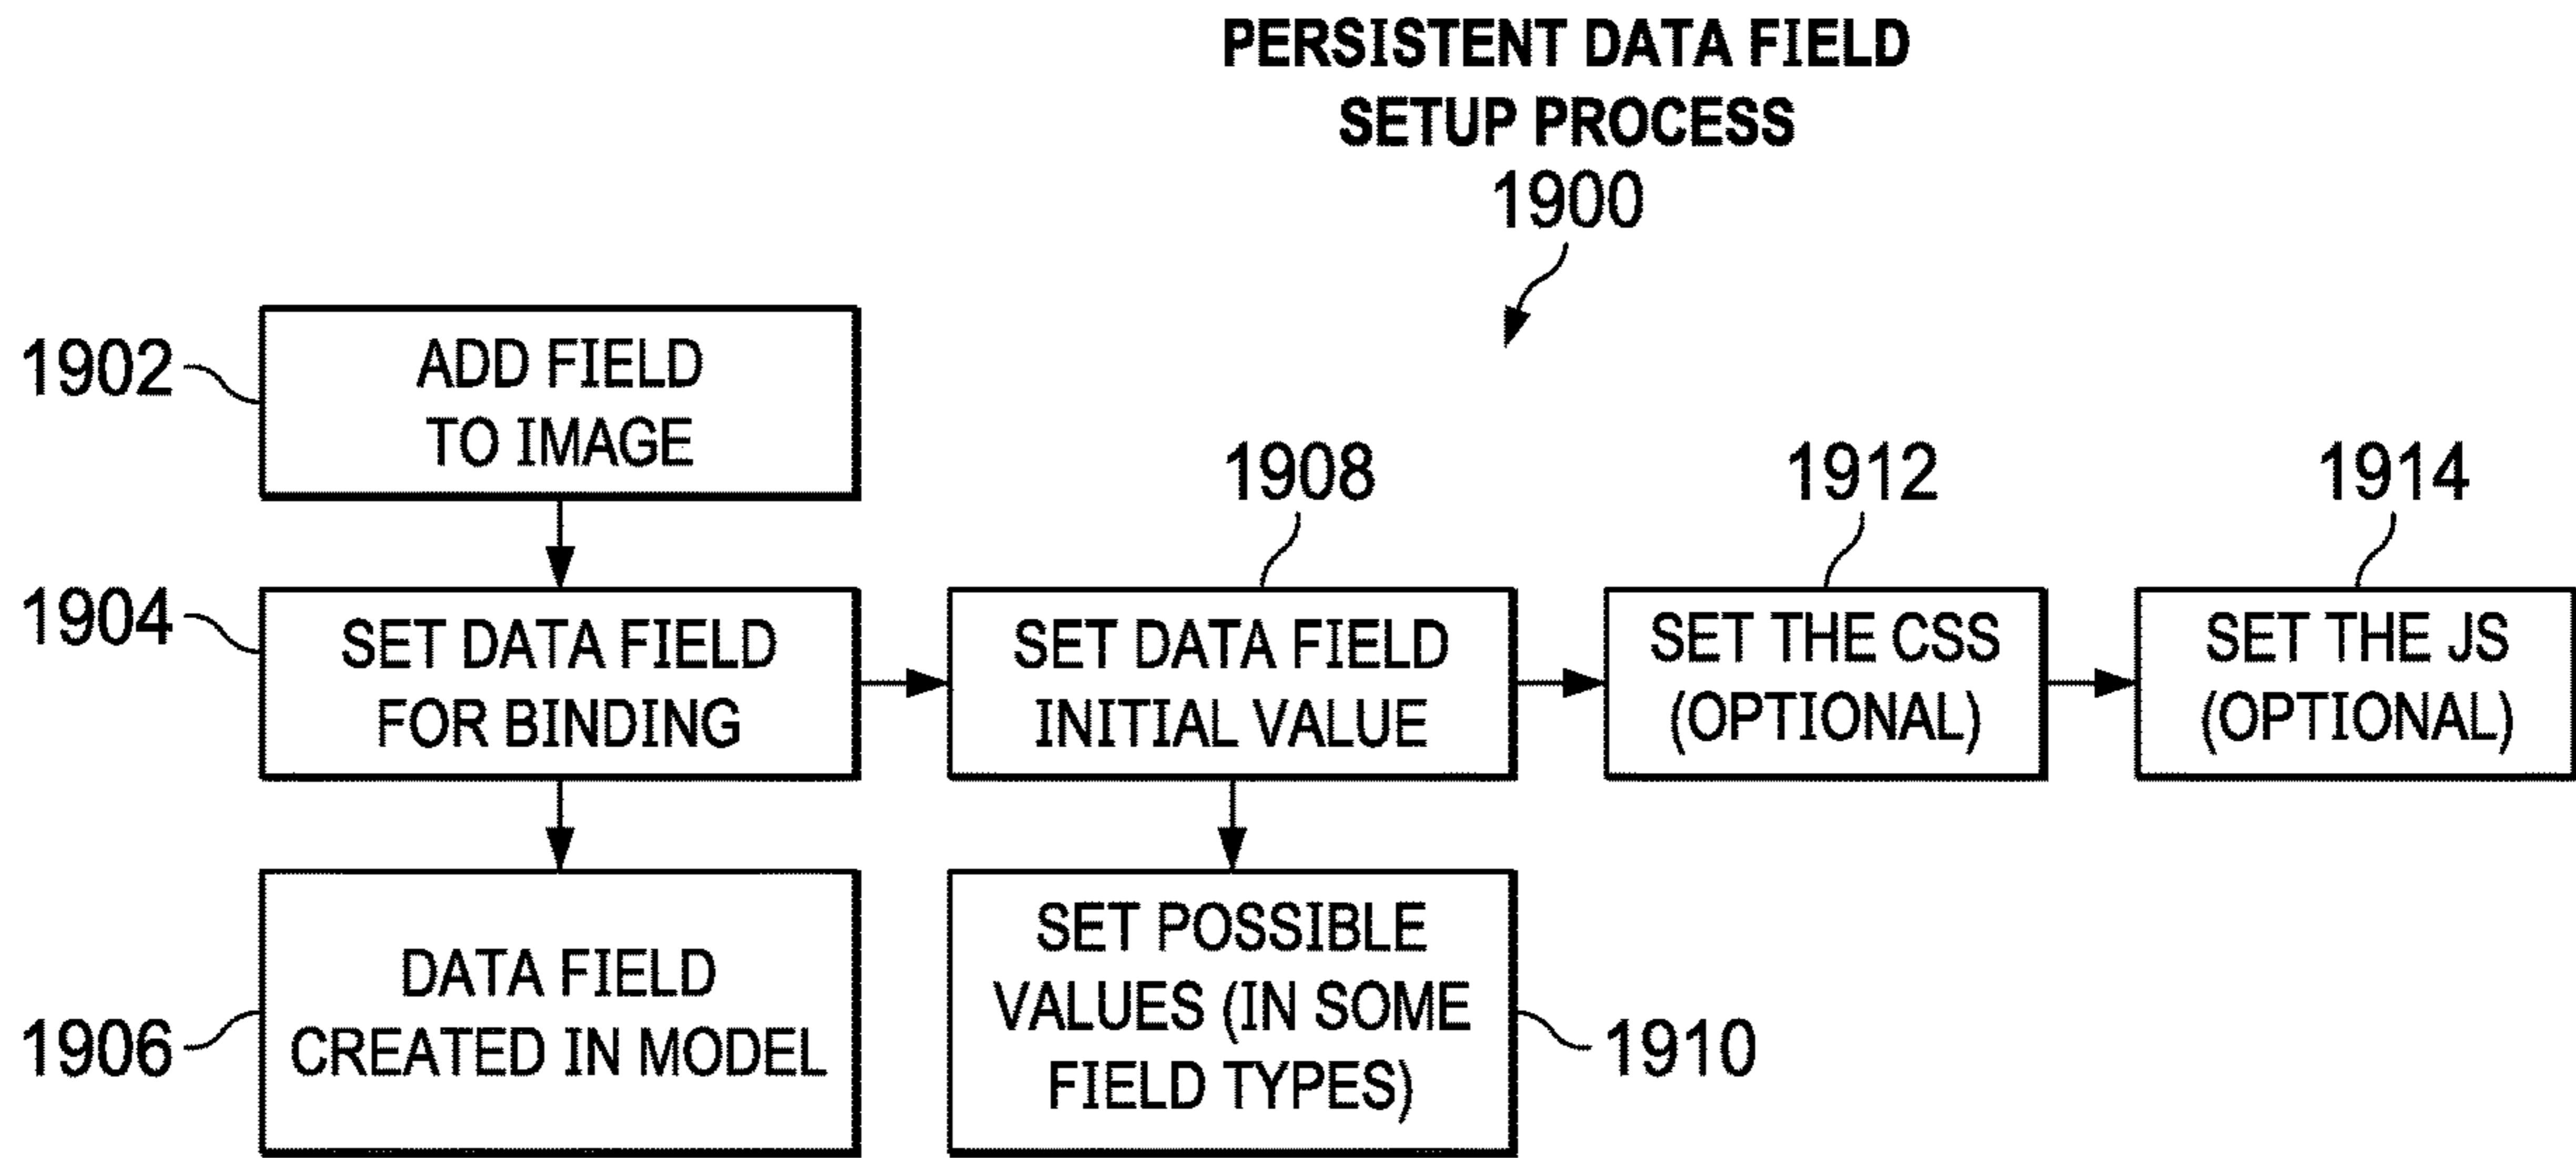 PERSISTENT DATA FIELD
SETUP PROCESS
1900
1902
ADD FIELD
TO IMAGE
1904
SET DATA FIELD
FOR BINDING
1906
DATA FIELD
CREATED IN MODEL
1908
SET DATA FIELD
INITIAL VALUE
SET POSSIBLE
VALUES (IN SOME
FIELD TYPES)
1910
1912
SET THE CSS
(OPTIONAL)
1914
SET THE JS
(OPTIONAL)